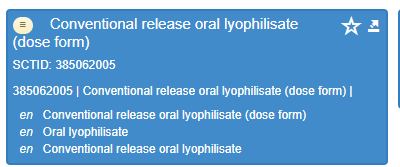 Conventional release oral lyophilisate
(dose form)
SCTID: 385062005
385062005 | Conventional release oral lyophilisate (dose form) |
en Conventional release oral lyophilisate (dose form)
en Oral lyophilisate
en Conventional release oral lyophilisate